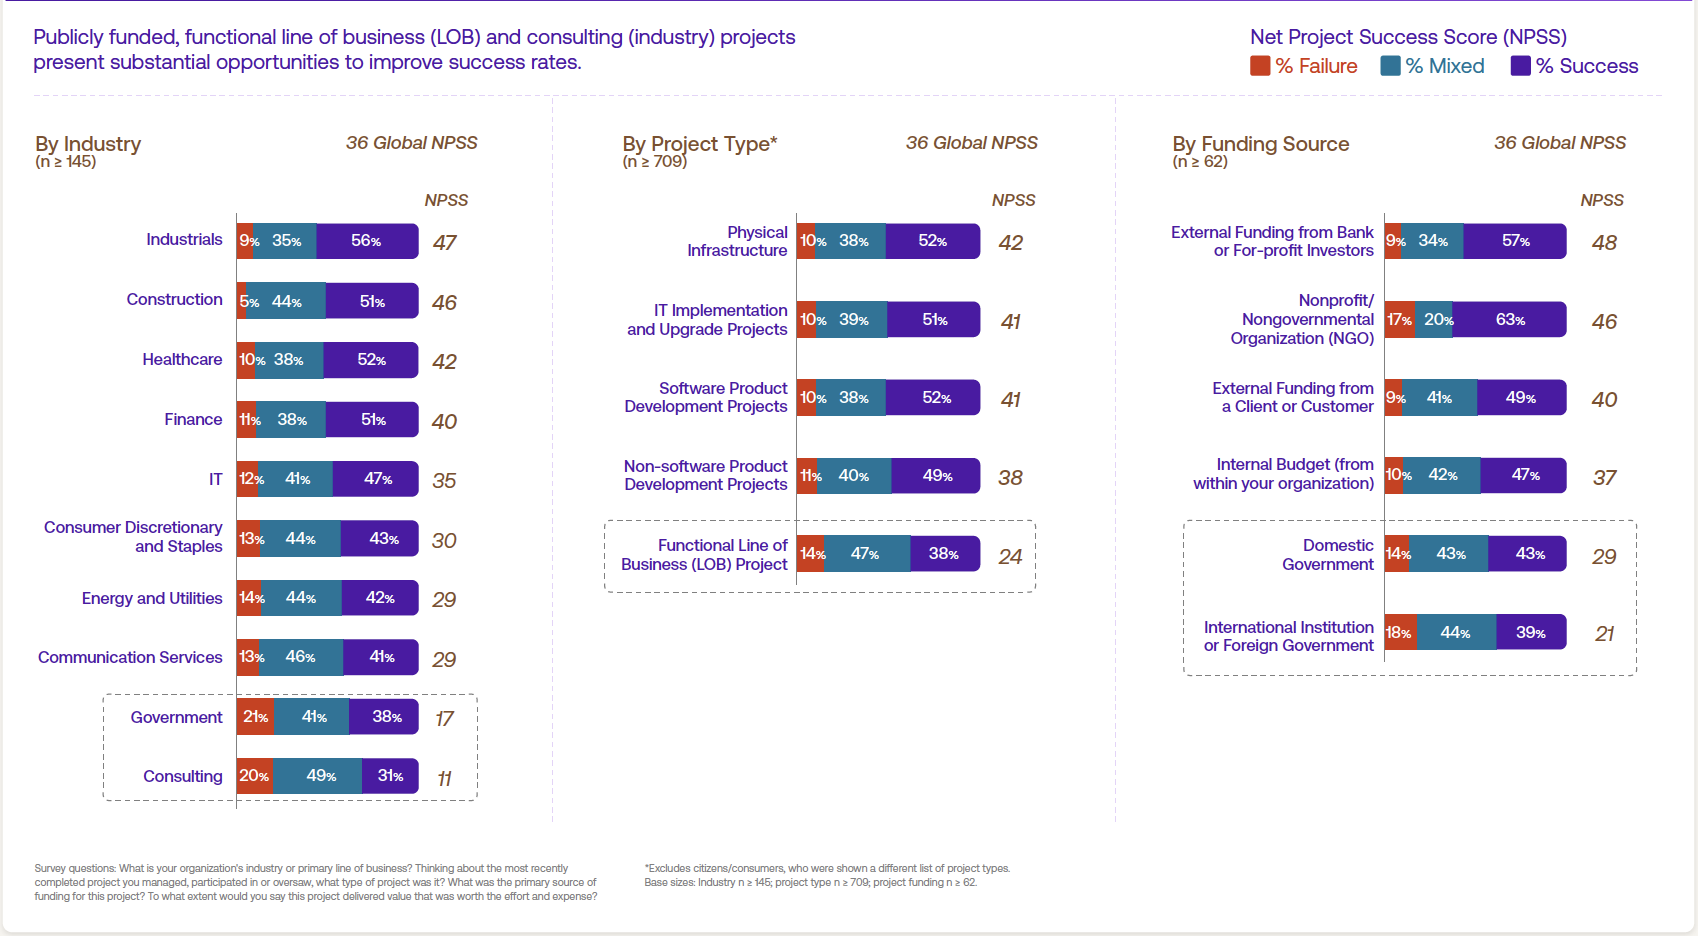 Publicly funded, functional line of business (LOB) and consulting (industry) projects
present substantial opportunities to improve success rates.
Net Project Success Score (NPSS)
% Failure % Mixed % Success
By Industry 36 Global NPSS
(n ≥ 145)
NPSS
Industrials 9% 35% 56% 47
Construction 5% 44% 51% 46
Healthcare 10% 38% 52% 42
Finance 11% 38% 51% 40
IT 12% 41% 47% 35
Consumer Discretionary
and Staples 13% 44% 43% 30
Energy and Utilities 14% 44% 42% 29
Communication Services 13% 46% 41% 29
Government 21% 41% 38% 17
Consulting 20% 49% 31% 11
By Project Type* 36 Global NPSS
(n ≥ 709)
NPSS
Physical
Infrastructure 10% 38% 52% 42
IT Implementation
and Upgrade Projects 10% 39% 51% 41
Software Product
Development Projects 10% 38% 52% 41
Non-software Product
Development Projects 11% 40% 49% 38
Functional Line of
Business (LOB) Project 14% 47% 38% 24
By Funding Source 36 Global NPSS
(n ≥ 62)
NPSS
External Funding from Bank
or For-profit Investors 9% 34% 57% 48
Nonprofit/
Nongovernmental
Organization (NGO) 17% 20% 63% 46
External Funding from
a Client or Customer 9% 41% 49% 40
Internal Budget (from
within your organization) 10% 42% 47% 37
Domestic
Government 14% 43% 43% 29
International Institution
or Foreign Government 18% 44% 39% 21
Survey questions: What is your organization's industry or primary line of business? Thinking about the most recently
completed project you managed, participated in or oversaw, what type of project was it? What was the primary source of
funding for this project? To what extent would you say this project delivered value that was worth the effort and expense?
*Excludes citizens/consumers, who were shown a different list of project types.
Base sizes: Industry n ≥ 145; project type n ≥ 709; project funding n ≥ 62.